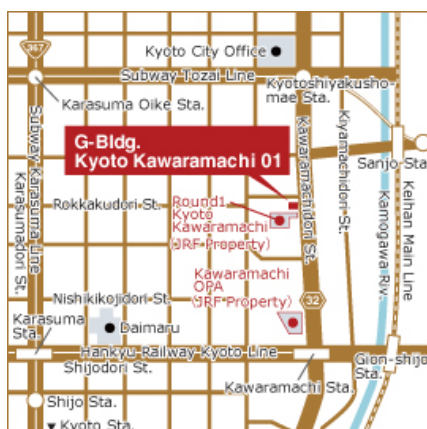 367
Kyoto City Office
Subway Tozai Line
Karasuma Oike Sta.
Kyotoshiyakusho-
mae Sta.
G-Bldg.
Kyoto Kawaramachi 01
Sanjo Sta.
Subway Karasuma Line
Karasumadori St.
Kawaramachidori St.
Kiyamachidori St.
Kamogawa Riv.
Keihan Main Line
Rokkakudori St.
Round1
Kyoto
Kawaramachi
(JRF Property)
Kawaramachi
OPA
(JRF Property)
32
Nishikikojidori St.
Karasuma
Sta.
Daimaru
Hankyu Railway-Kyoto-Line
Shijodori St.
Gion-shijo
Sta.
Kawaramachi Sta.
Shijo Sta.
▼ Kyoto Sta.